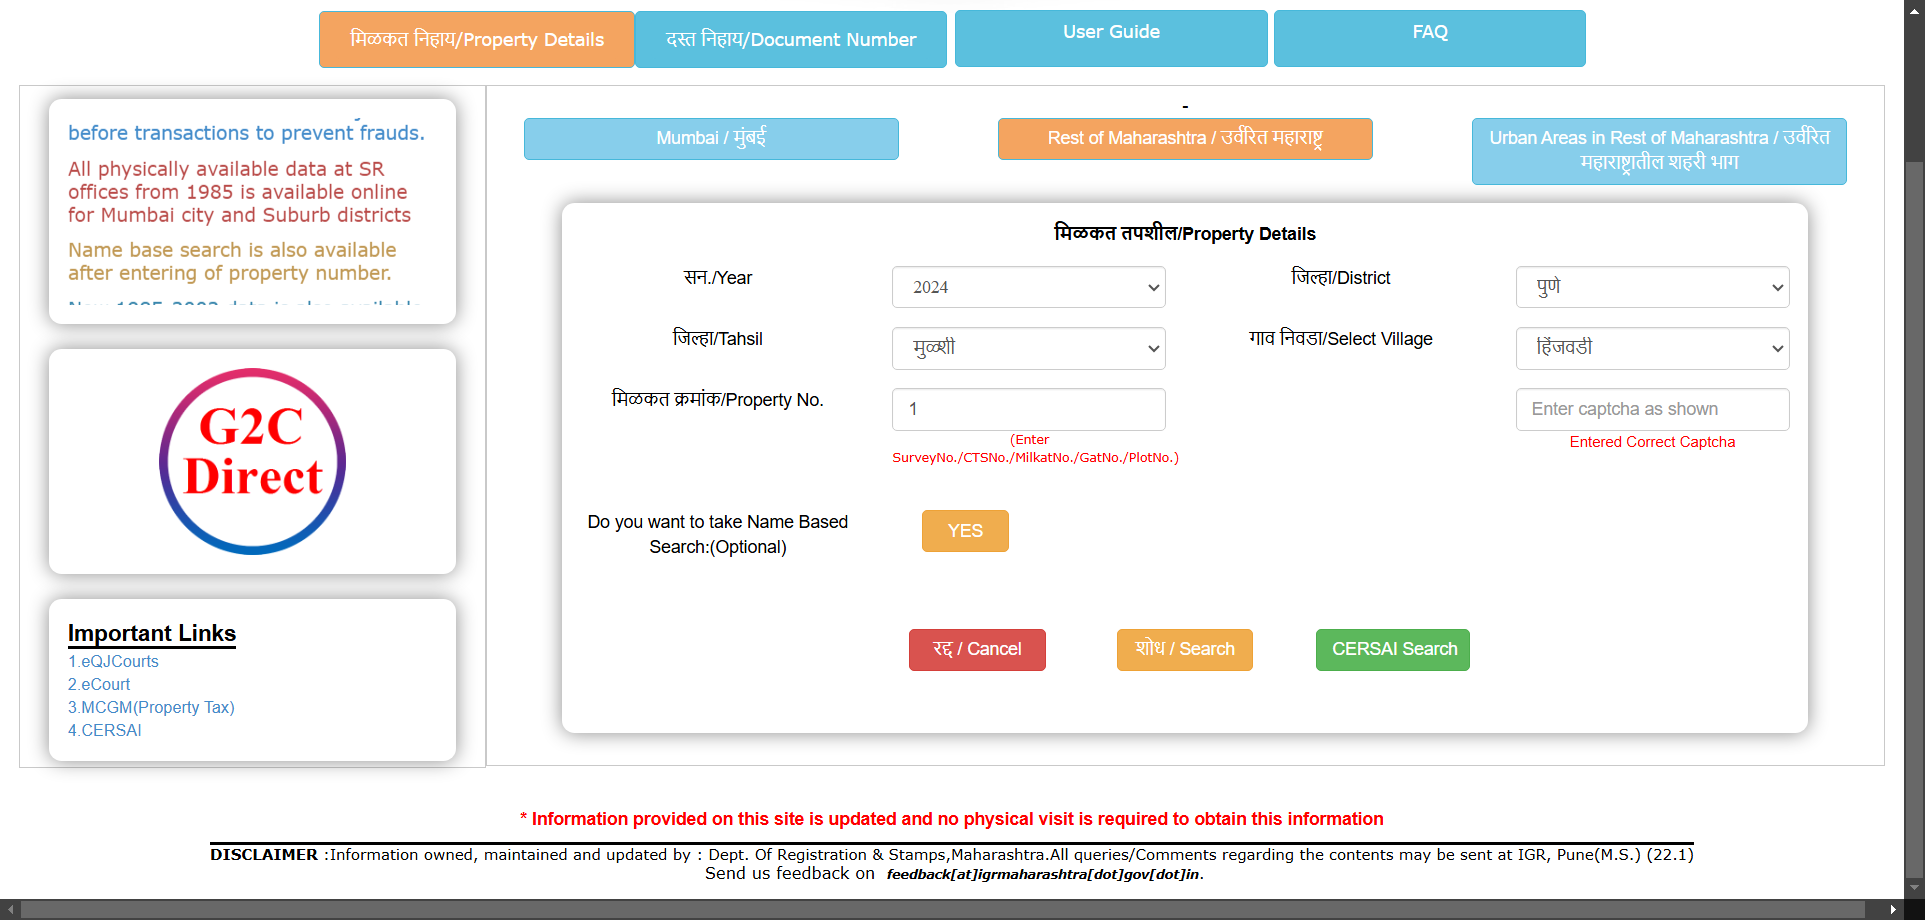 मिळकत निहाय/Property Details
दस्त निहाय/Document Number
User Guide
FAQ
before transactions to prevent frauds.
All physically available data at SR
offices from 1985 is available online
for Mumbai city and Suburb districts
Name base search is also available
after entering of property number.
G2C
Direct
Important Links
1.eQJCourts
2.eCourt
3.MCGM(Property Tax)
4.CERSAI
-
Mumbai / मुंबई
Rest of Maharashtra / उर्वरित महाराष्ट्र
Urban Areas in Rest of Maharashtra / उर्वरित
महाराष्ट्रातील शहरी भाग
मिळकत तपशील/Property Details
सन./Year
2024
जिल्हा/District
पुणे
जिल्हा/Tahsil
मुळशी
गाव निवडा/Select Village
हिंजवडी
मिळकत क्रमांक/Property No.
1
(Enter
SurveyNo./CTSNo./MilkatNo./GatNo./PlotNo.)
Enter captcha as shown
Entered Correct Captcha
Do you want to take Name Based
Search:(Optional)
YES
रद्द / Cancel
शोध / Search
CERSAI Search
* Information provided on this site is updated and no physical visit is required to obtain this information
DISCLAIMER :Information owned, maintained and updated by : Dept. Of Registration & Stamps,Maharashtra.All queries/Comments regarding the contents may be sent at IGR, Pune(M.S.) (22.1)
Send us feedback on feedback[at]igrmaharashtra[dot]gov[dot]in.